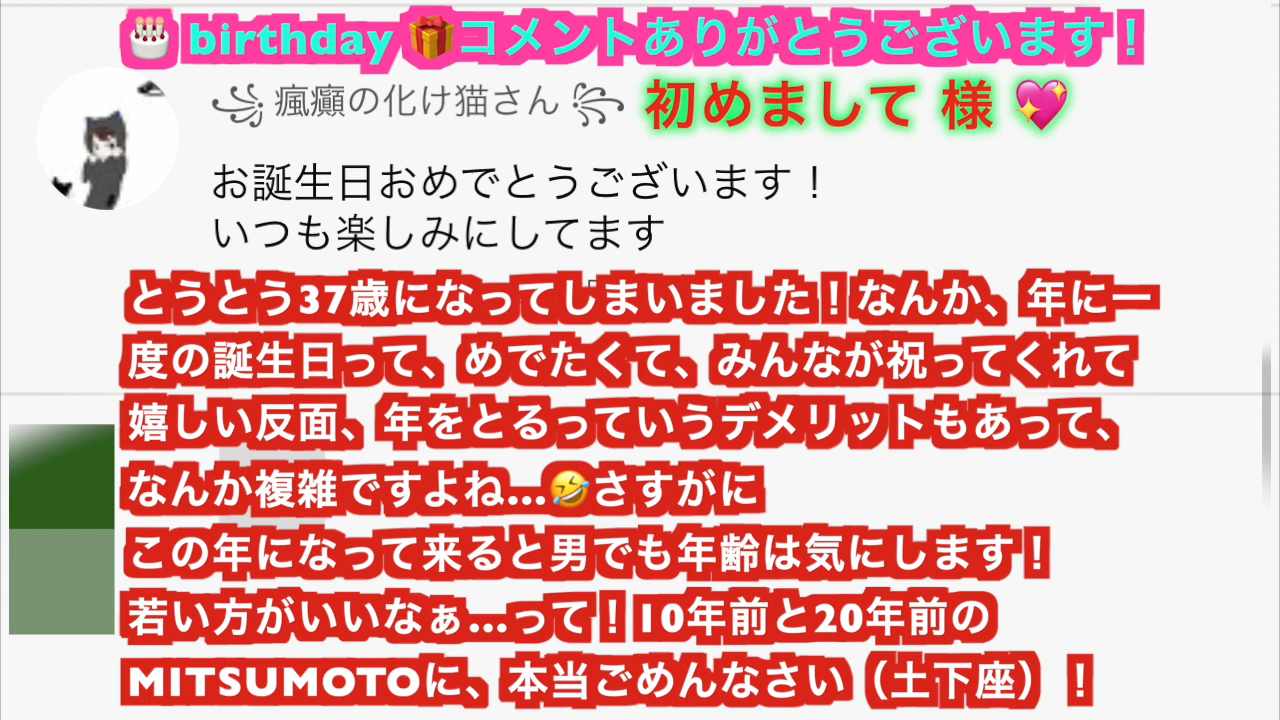 🎂birthday🎁コメントありがとうございます！
꧁ 瘋癲の化け猫さん ꧂ 初めまして 様 💖
お誕生日おめでとうございます！
いつも楽しみにしてます
とうとう37歳になってしまいました！なんか、年に一
度の誕生日って、めでたくて、みんなが祝ってくれて
嬉しい反面、年をとるっていうデメリットもあって、
なんか複雑ですよね...🤣さすがに
この年になって来ると男でも年齢は気にします！
若い方がいいなぁ...って！10年前と20年前の
MITSUMOTOに、本当ごめんなさい（土下座）！